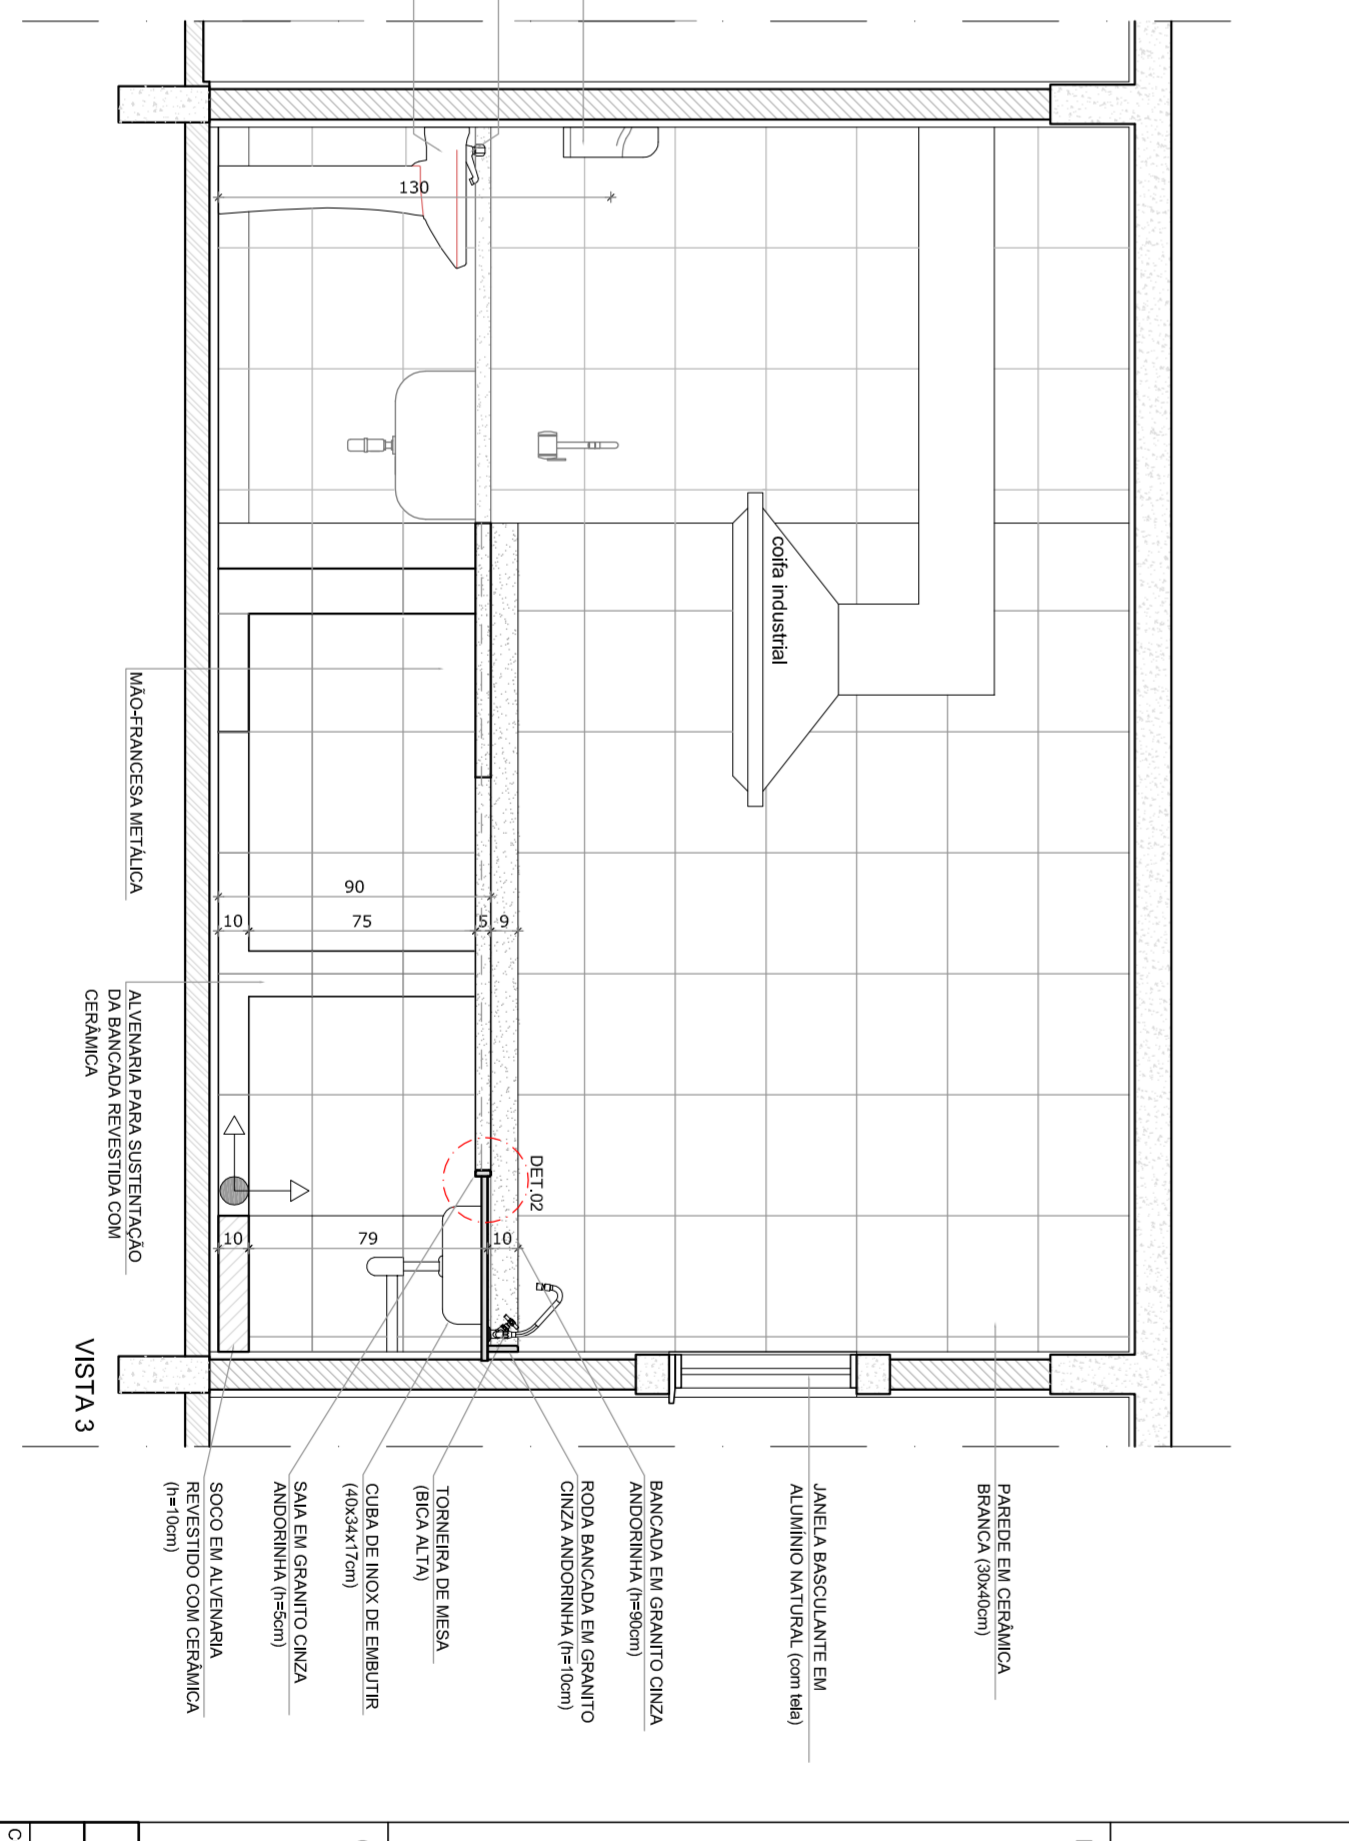 coifa industrial
130
90
10
75
5
9
DET.02
10
79
10
MÃO-FRANCESA METÁLICA
ALVENARIA PARA SUSTENTAÇÃO
DA BANCADA REVESTIDA COM
CERÂMICA
VISTA 3
PAREDE EM CERÂMICA
BRANCA (30x40cm)
JANELA BASCULANTE EM
ALUMÍNIO NATURAL (com tela)
BANCADA EM GRANITO CINZA
ANDORINHA (h=90cm)
RODA BANCADA EM GRANITO
CINZA ANDORINHA (h=10cm)
TORNEIRA DE MESA
(BICA ALTA)
CUBA DE INOX DE EMBUTIR
(40x34x17cm)
SAIA EM GRANITO CINZA
ANDORINHA (h=5cm)
SOCO EM ALVENARIA
REVESTIDO COM CERÂMICA
(h=10cm)